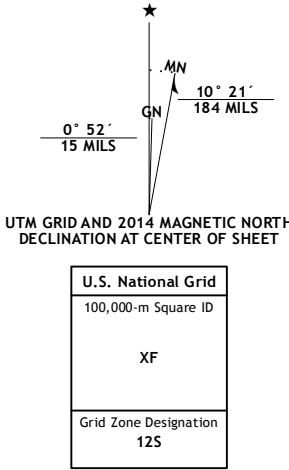 ★
MN
GN
10° 21´
184 MILS
0° 52´
15 MILS
UTM GRID AND 2014 MAGNETIC NORTH
DECLINATION AT CENTER OF SHEET
U.S. National Grid
100,000-m Square ID
XF
Grid Zone Designation
12S